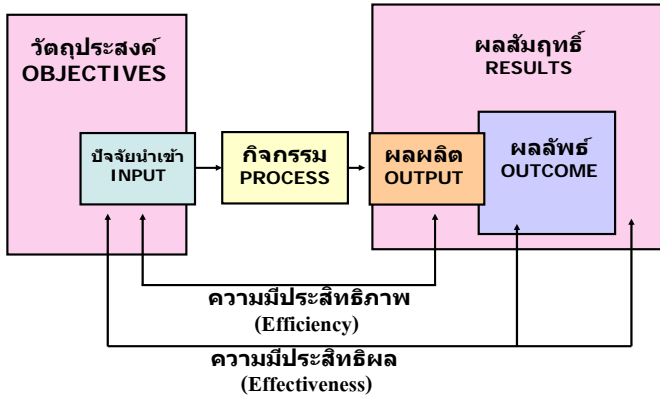 วัตถุประสงค์
OBJECTIVES
ผลสัมฤทธิ์
RESULTS
ปัจจัยนำเข้า
INPUT
กิจกรรม
PROCESS
ผลผลิต
OUTPUT
ผลลัพธ์
OUTCOME
ความมีประสิทธิภาพ
(Efficiency)
ความมีประสิทธิผล
(Effectiveness)